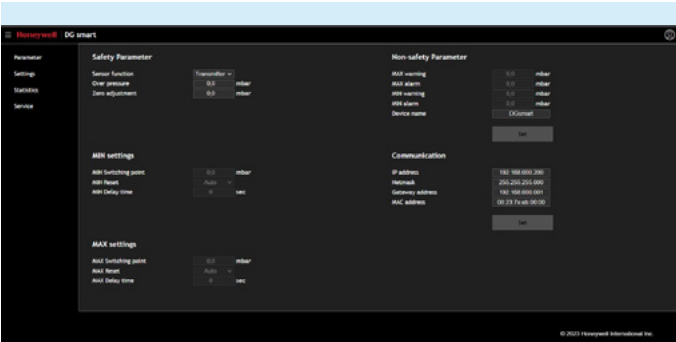 Honeywell | DG smart
Parameter
Settings
Statistics
Service
Safety Parameter
Sensor function Transmitter
Over pressure 0,0 mbar
Zero adjustment 0,0 mbar
MIN settings
MIN Switching point 0,0 mbar
MIN Reset Auto
MIN Delay time 0 sec
MAX settings
MAX Switching point 0,0 mbar
MAX Reset Auto
MAX Delay time 0 sec
Non-safety Parameter
MAX warning 0,0 mbar
MAX alarm 0,0 mbar
MIN warning 0,0 mbar
MIN alarm 0,0 mbar
Device name DGsmart
Set
Communication
IP address 192.168.000.200
Netmask 255.255.255.000
Gateway address 192.168.000.001
MAC address
Set
© 2023 Honeywell International Inc.